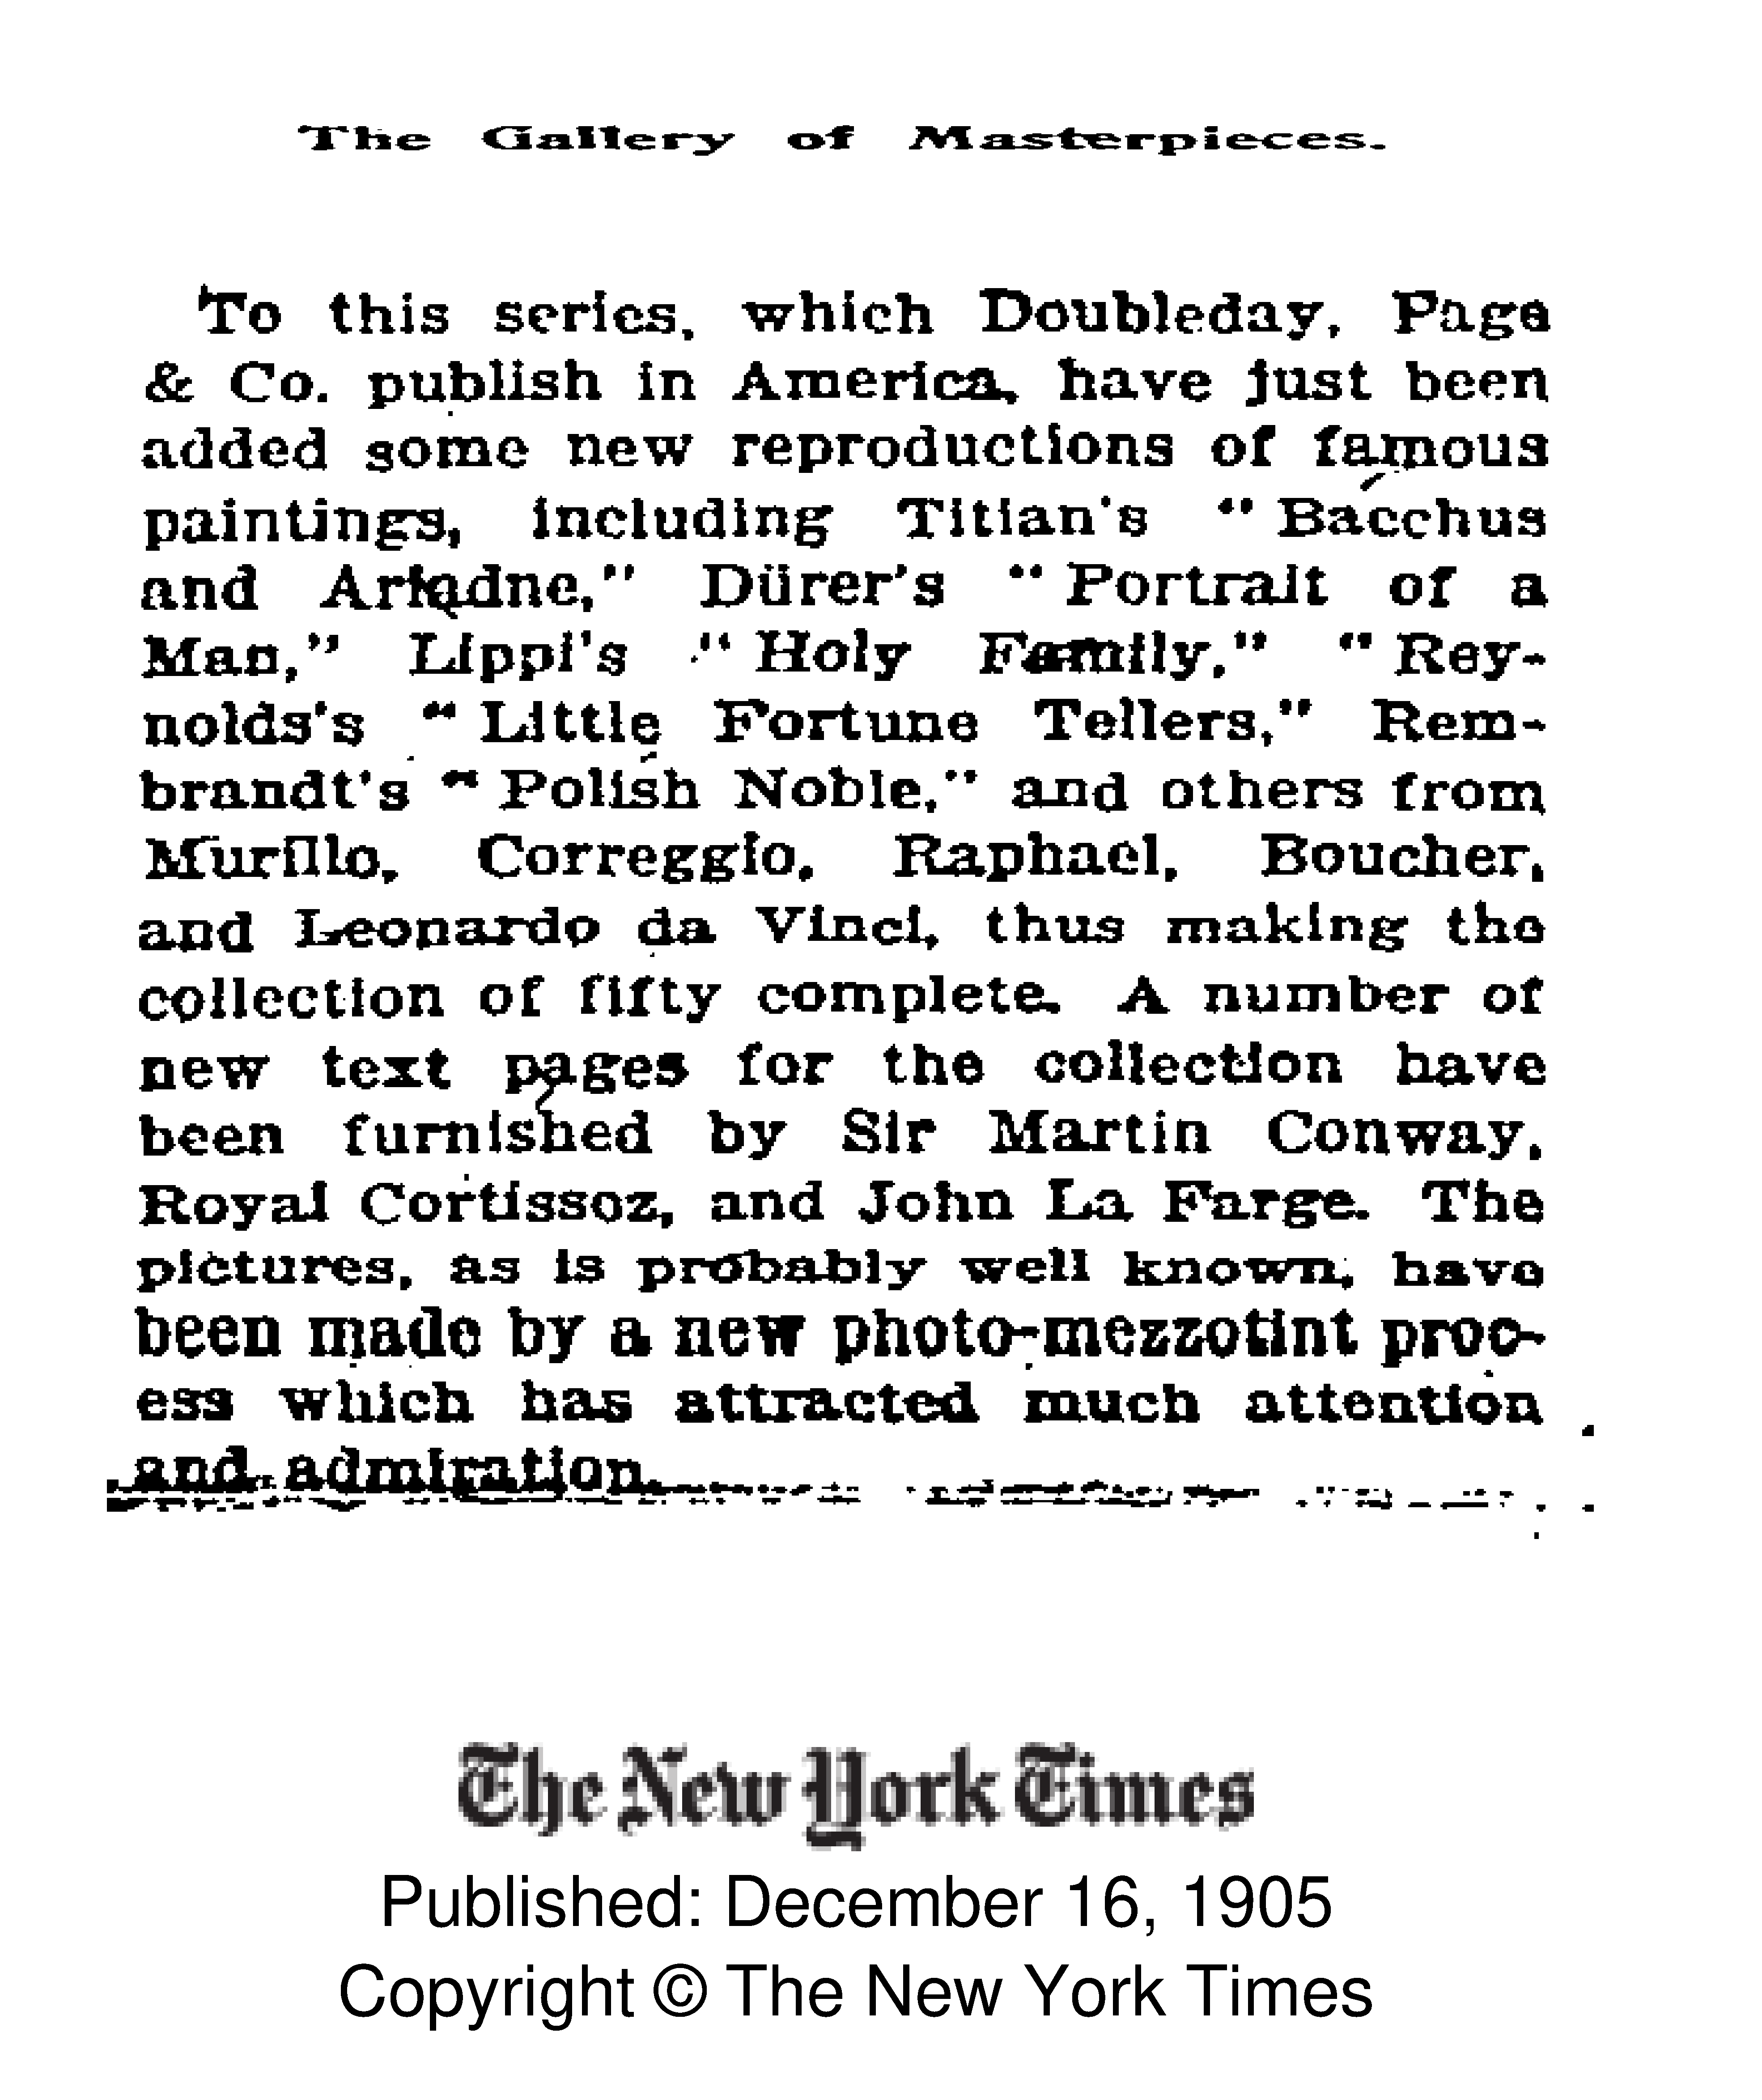 The Gallery of Masterpieces.
To this series, which Doubleday, Page
& Co. publish in America, have just been
added some new reproductions of famous
paintings, including Titian's "Bacchus
and Ariadne," Dürer's "Portrait of a
Man," Lippi's "Holy Family," "Rey-
nolds's "Little Fortune Tellers," Rem-
brandt's "Polish Noble," and others from
Murillo, Correggio, Raphael, Boucher,
and Leonardo da Vinci, thus making the
collection of fifty complete. A number of
new text pages for the collection have
been furnished by Sir Martin Conway,
Royal Cortissoz, and John La Farge. The
pictures, as is probably well known, have
been made by a new photo-mezzotint proc-
ess which has attracted much attention
and admiration.
The New York Times
Published: December 16, 1905
Copyright © The New York Times